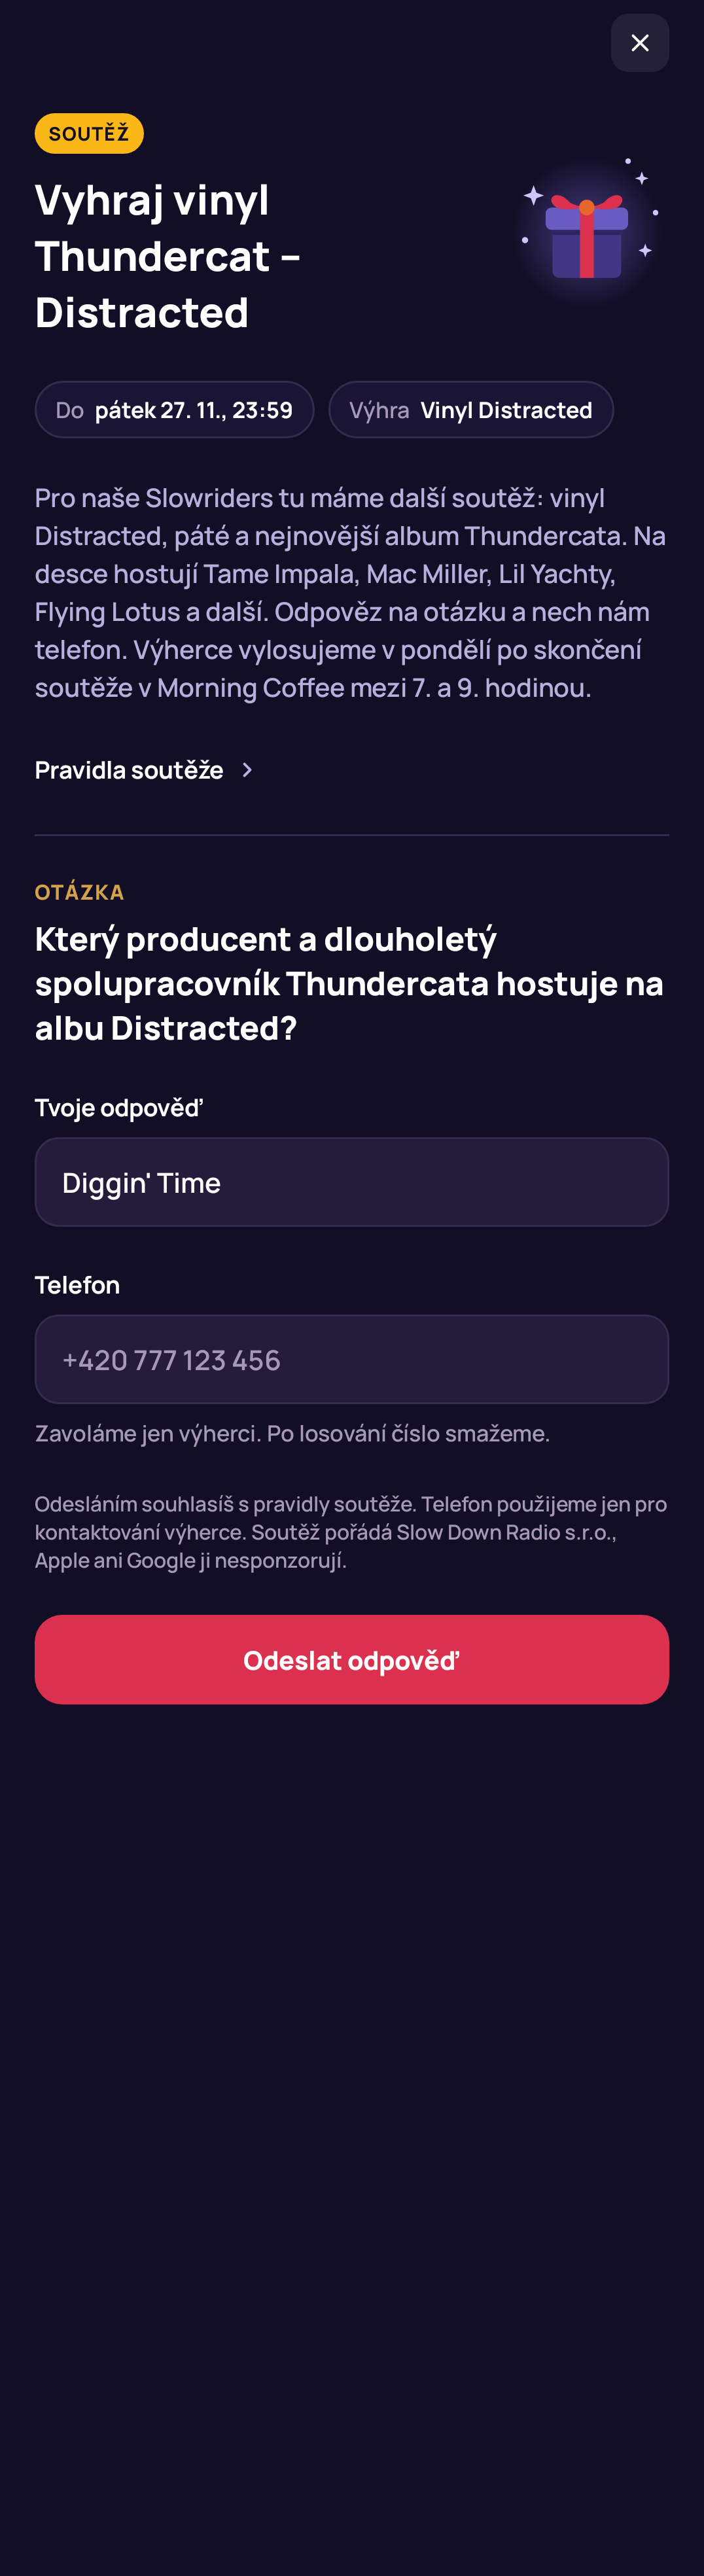 SOUTĚŽ
Vyhraj vinyl
Thundercat –
Distracted
Do pátek 27. 11., 23:59
Výhra Vinyl Distracted
Pro naše Slowriders tu máme další soutěž: vinyl
Distracted, páté a nejnovější album Thundercata. Na
desce hostují Tame Impala, Mac Miller, Lil Yachty,
Flying Lotus a další. Odpověz na otázku a nech nám
telefon. Výherce vylosujeme v pondělí po skončení
soutěže v Morning Coffee mezi 7. a 9. hodinou.
Pravidla soutěže
OTÁZKA
Který producent a dlouholetý
spolupracovník Thundercata hostuje na
albu Distracted?
Tvoje odpověď
Diggin' Time
Telefon
+420 777 123 456
Zavoláme jen výherci. Po losování číslo smažeme.
Odesláním souhlasíš s pravidly soutěže. Telefon použijeme jen pro
kontaktování výherce. Soutěž pořádá Slow Down Radio s.r.o.,
Apple ani Google ji nesponzorují.
Odeslat odpověď